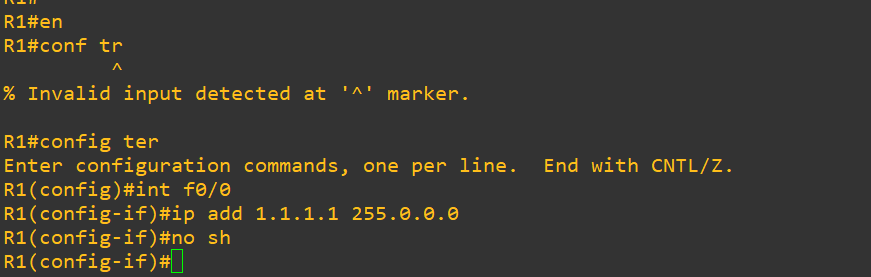 R1#
R1#en
R1#conf tr
^
% Invalid input detected at '^' marker.
R1#config ter
Enter configuration commands, one per line.  End with CNTL/Z.
R1(config)#int f0/0
R1(config-if)#ip add 1.1.1.1 255.0.0.0
R1(config-if)#no sh
R1(config-if)#